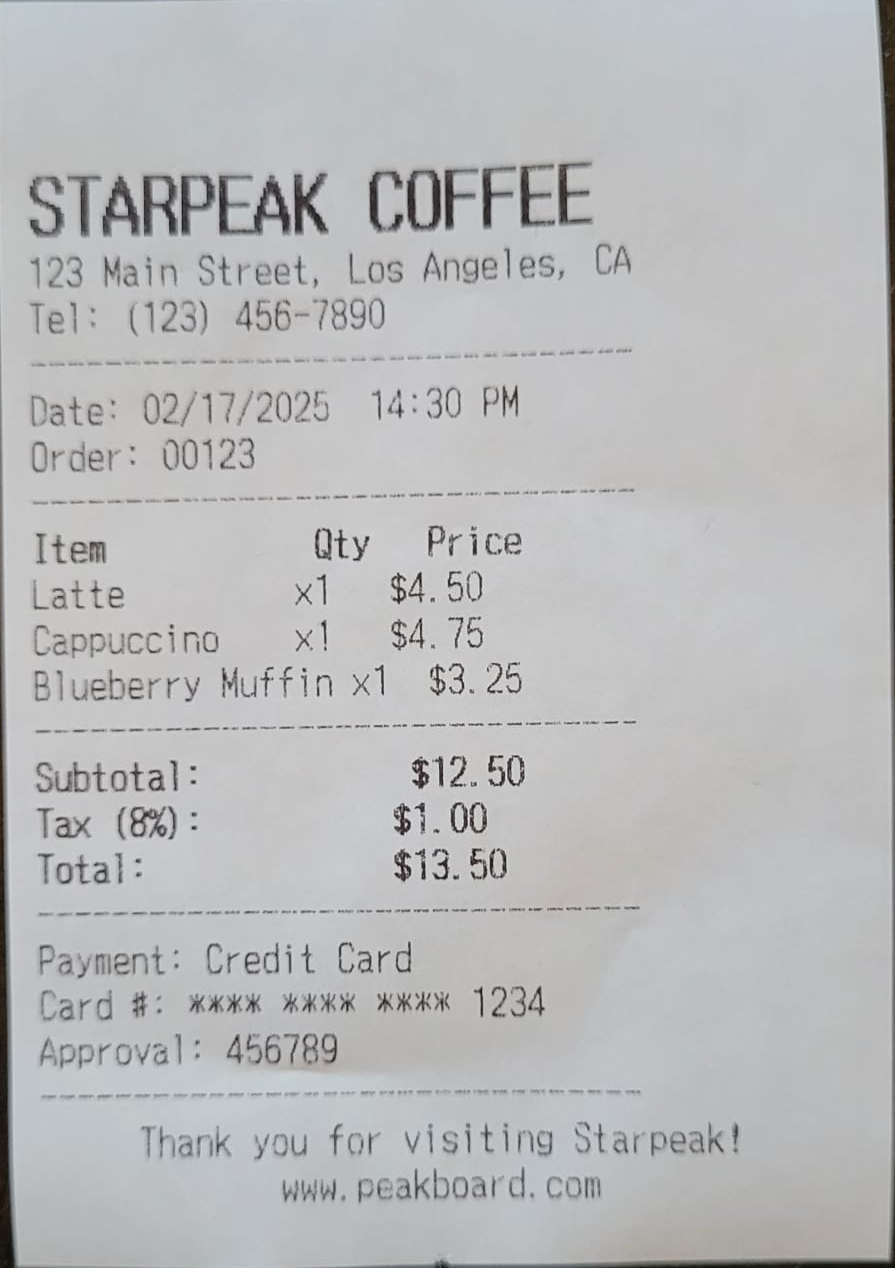 STARPEAK COFFEE
123 Main Street, Los Angeles, CA
Tel: (123) 456-7890
Date: 02/17/2025 14:30 PM
Order: 00123
Item Qty Price
Latte x1 $4.50
Cappuccino x1 $4.75
Blueberry Muffin x1 $3.25
Subtotal: $12.50
Tax (8%): $1.00
Total: $13.50
Payment: Credit Card
Card #: **** **** **** 1234
Approval: 456789
Thank you for visiting Starpeak!
www.peakboard.com